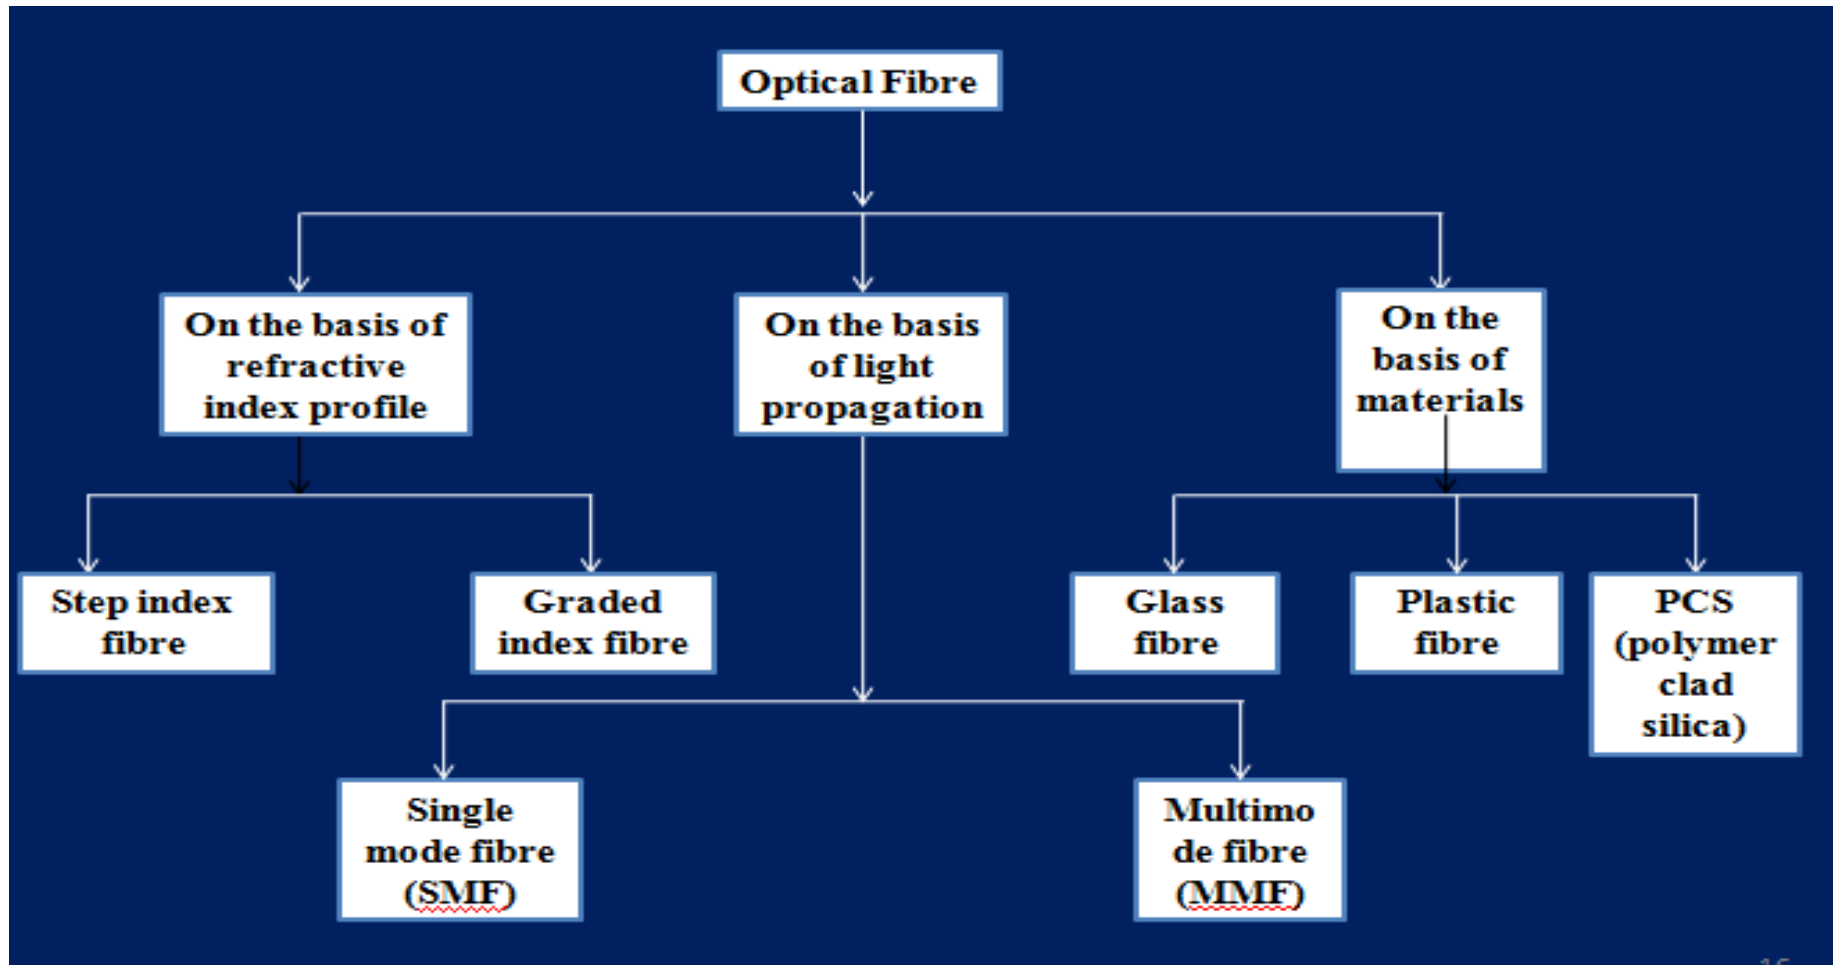 Optical Fibre
On the basis of
refractive
index profile
On the basis
of light
propagation
On the
basis of
materials
Step index
fibre
Graded
index fibre
Glass
fibre
Plastic
fibre
PCS
(polymer
clad
silica)
Single
mode fibre
(SMF)
Multimo
de fibre
(MMF)